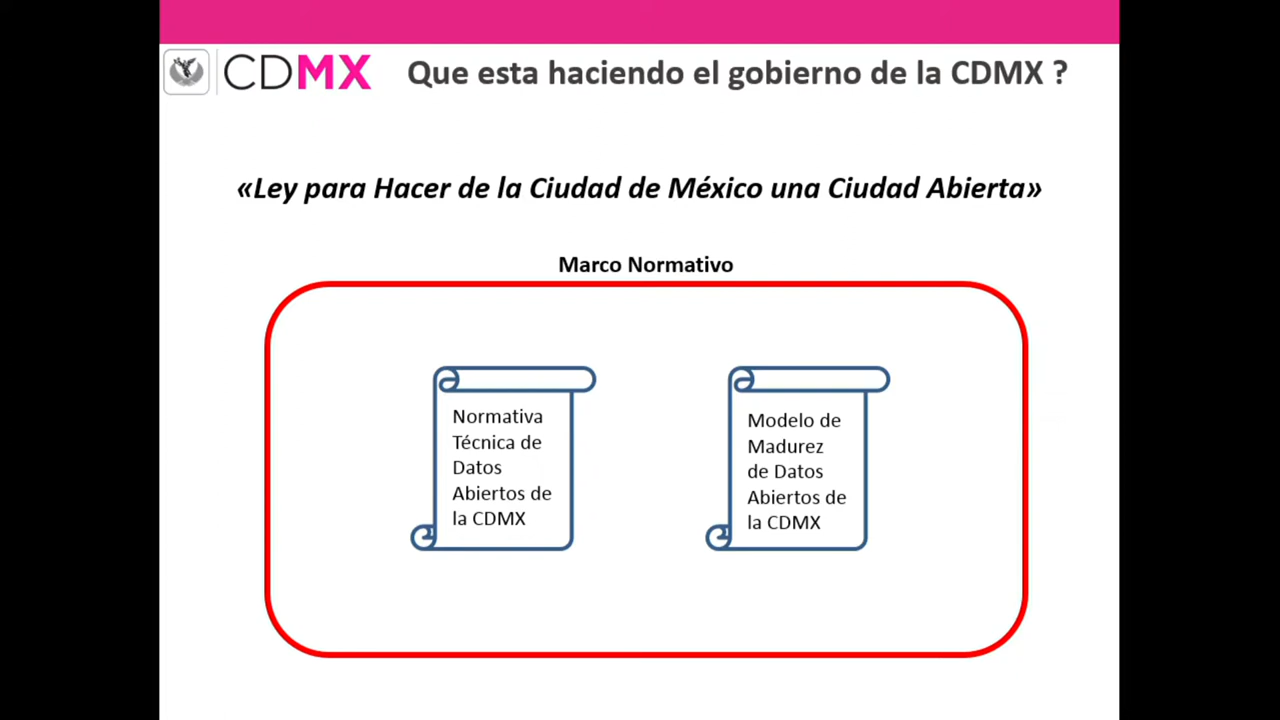 CDMX Que esta haciendo el gobierno de la CDMX ?
«Ley para Hacer de la Ciudad de México una Ciudad Abierta»
Marco Normativo
Normativa
Técnica de
Datos
Abiertos de
la CDMX
Modelo de
Madurez
de Datos
Abiertos de
la CDMX